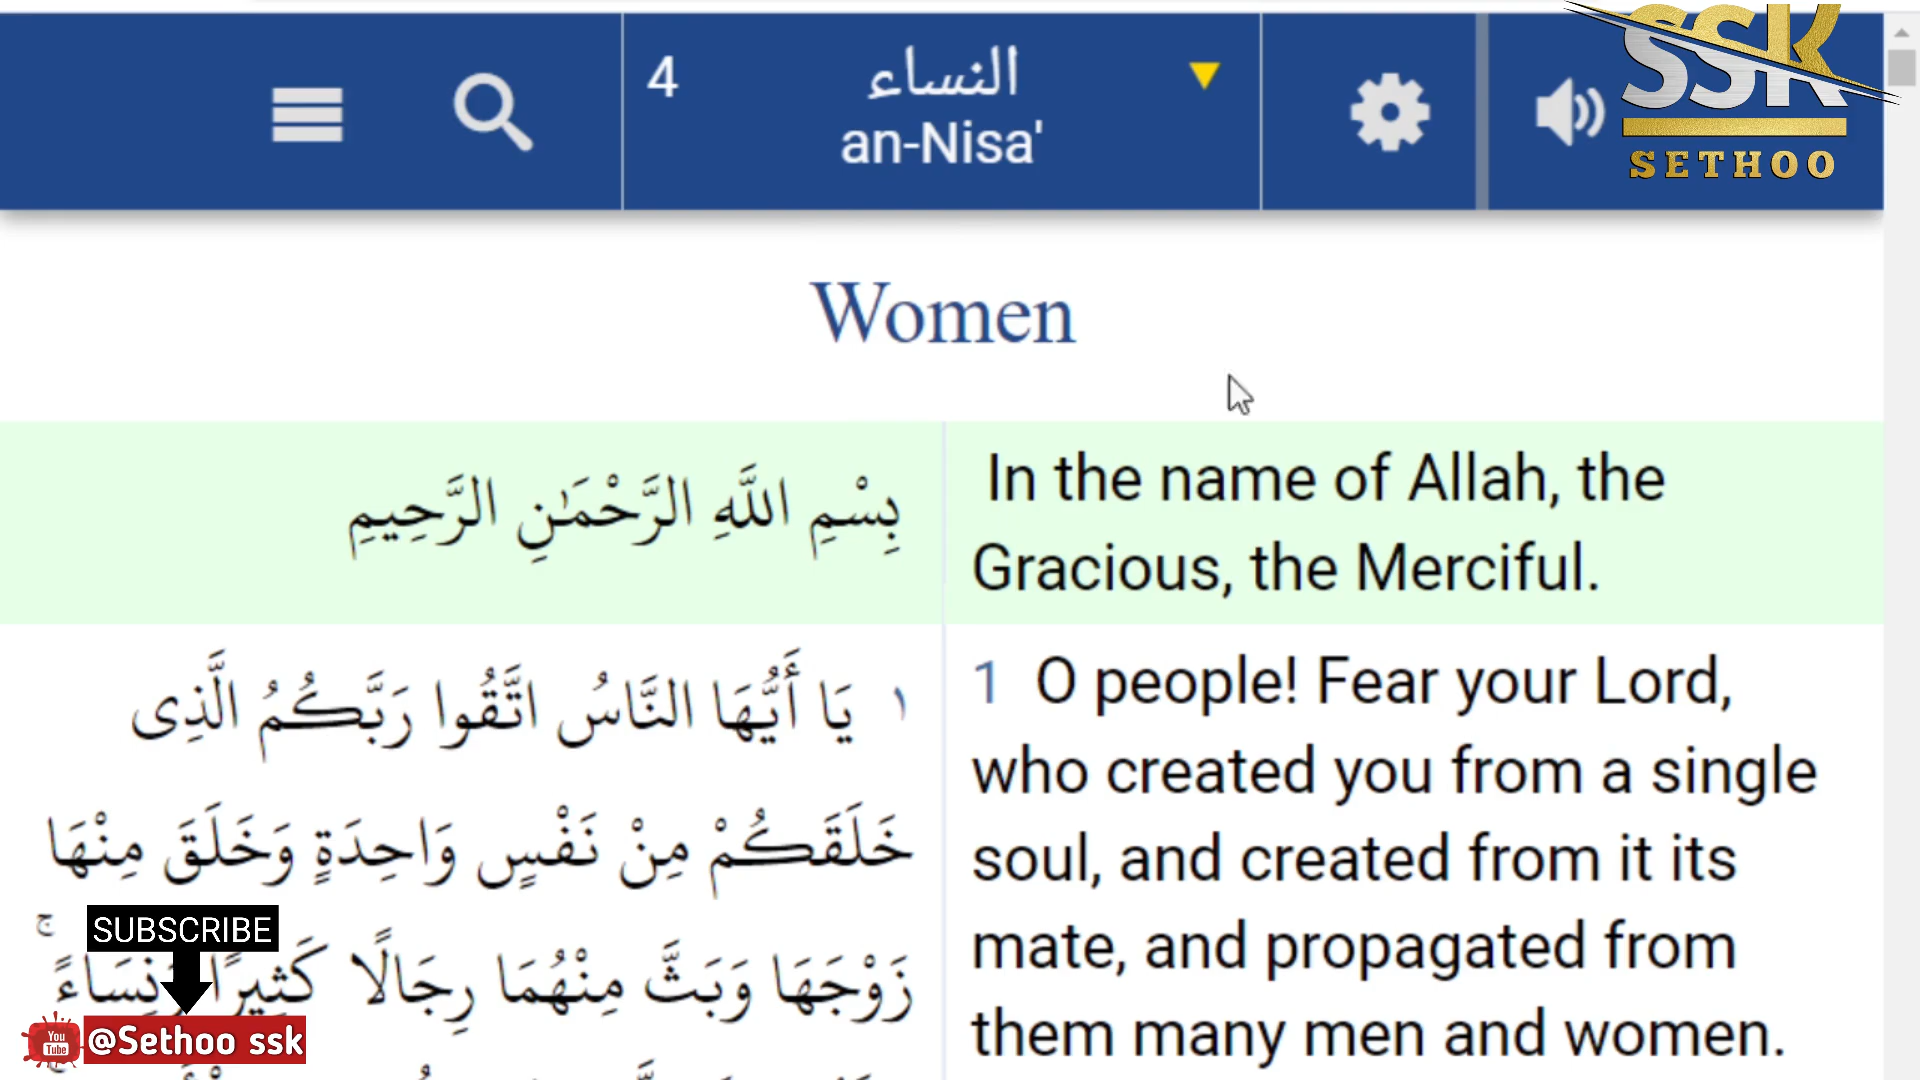 4
النساء
an-Nisa'
SSK
SETHOO
Women
بِسْمِ اللَّهِ الرَّحْمَٰنِ الرَّحِيمِ
In the name of Allah, the
Gracious, the Merciful.
١ يَا أَيُّهَا النَّاسُ اتَّقُوا رَبَّكُمُ الَّذِى
خَلَقَكُمْ مِنْ نَفْسٍ وَاحِدَةٍ وَخَلَقَ مِنْهَا
زَوْجَهَا وَبَثَّ مِنْهُمَا رِجَالًا كَثِيرًا وَنِسَاءً ۚ
1 O people! Fear your Lord,
who created you from a single
soul, and created from it its
mate, and propagated from
them many men and women.
SUBSCRIBE
You
Tube
@Sethoo ssk